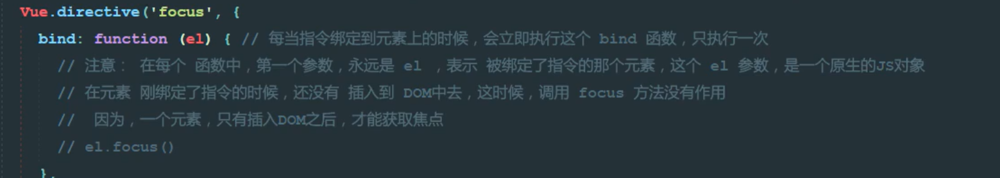 Vue.directive('focus', {
bind: function (el) { // 每当指令绑定到元素上的时候，会立即执行这个 bind 函数，只执行一次
// 注意： 在每个 函数中，第一个参数，永远是 el ，表示 被绑定了指令的那个元素，这个 el 参数，是一个原生的JS对象
// 在元素 刚绑定了指令的时候，还没有 插入到 DOM中去，这时候，调用 focus 方法没有作用
//  因为，一个元素，只有插入DOM之后，才能获取焦点
// el.focus()
},